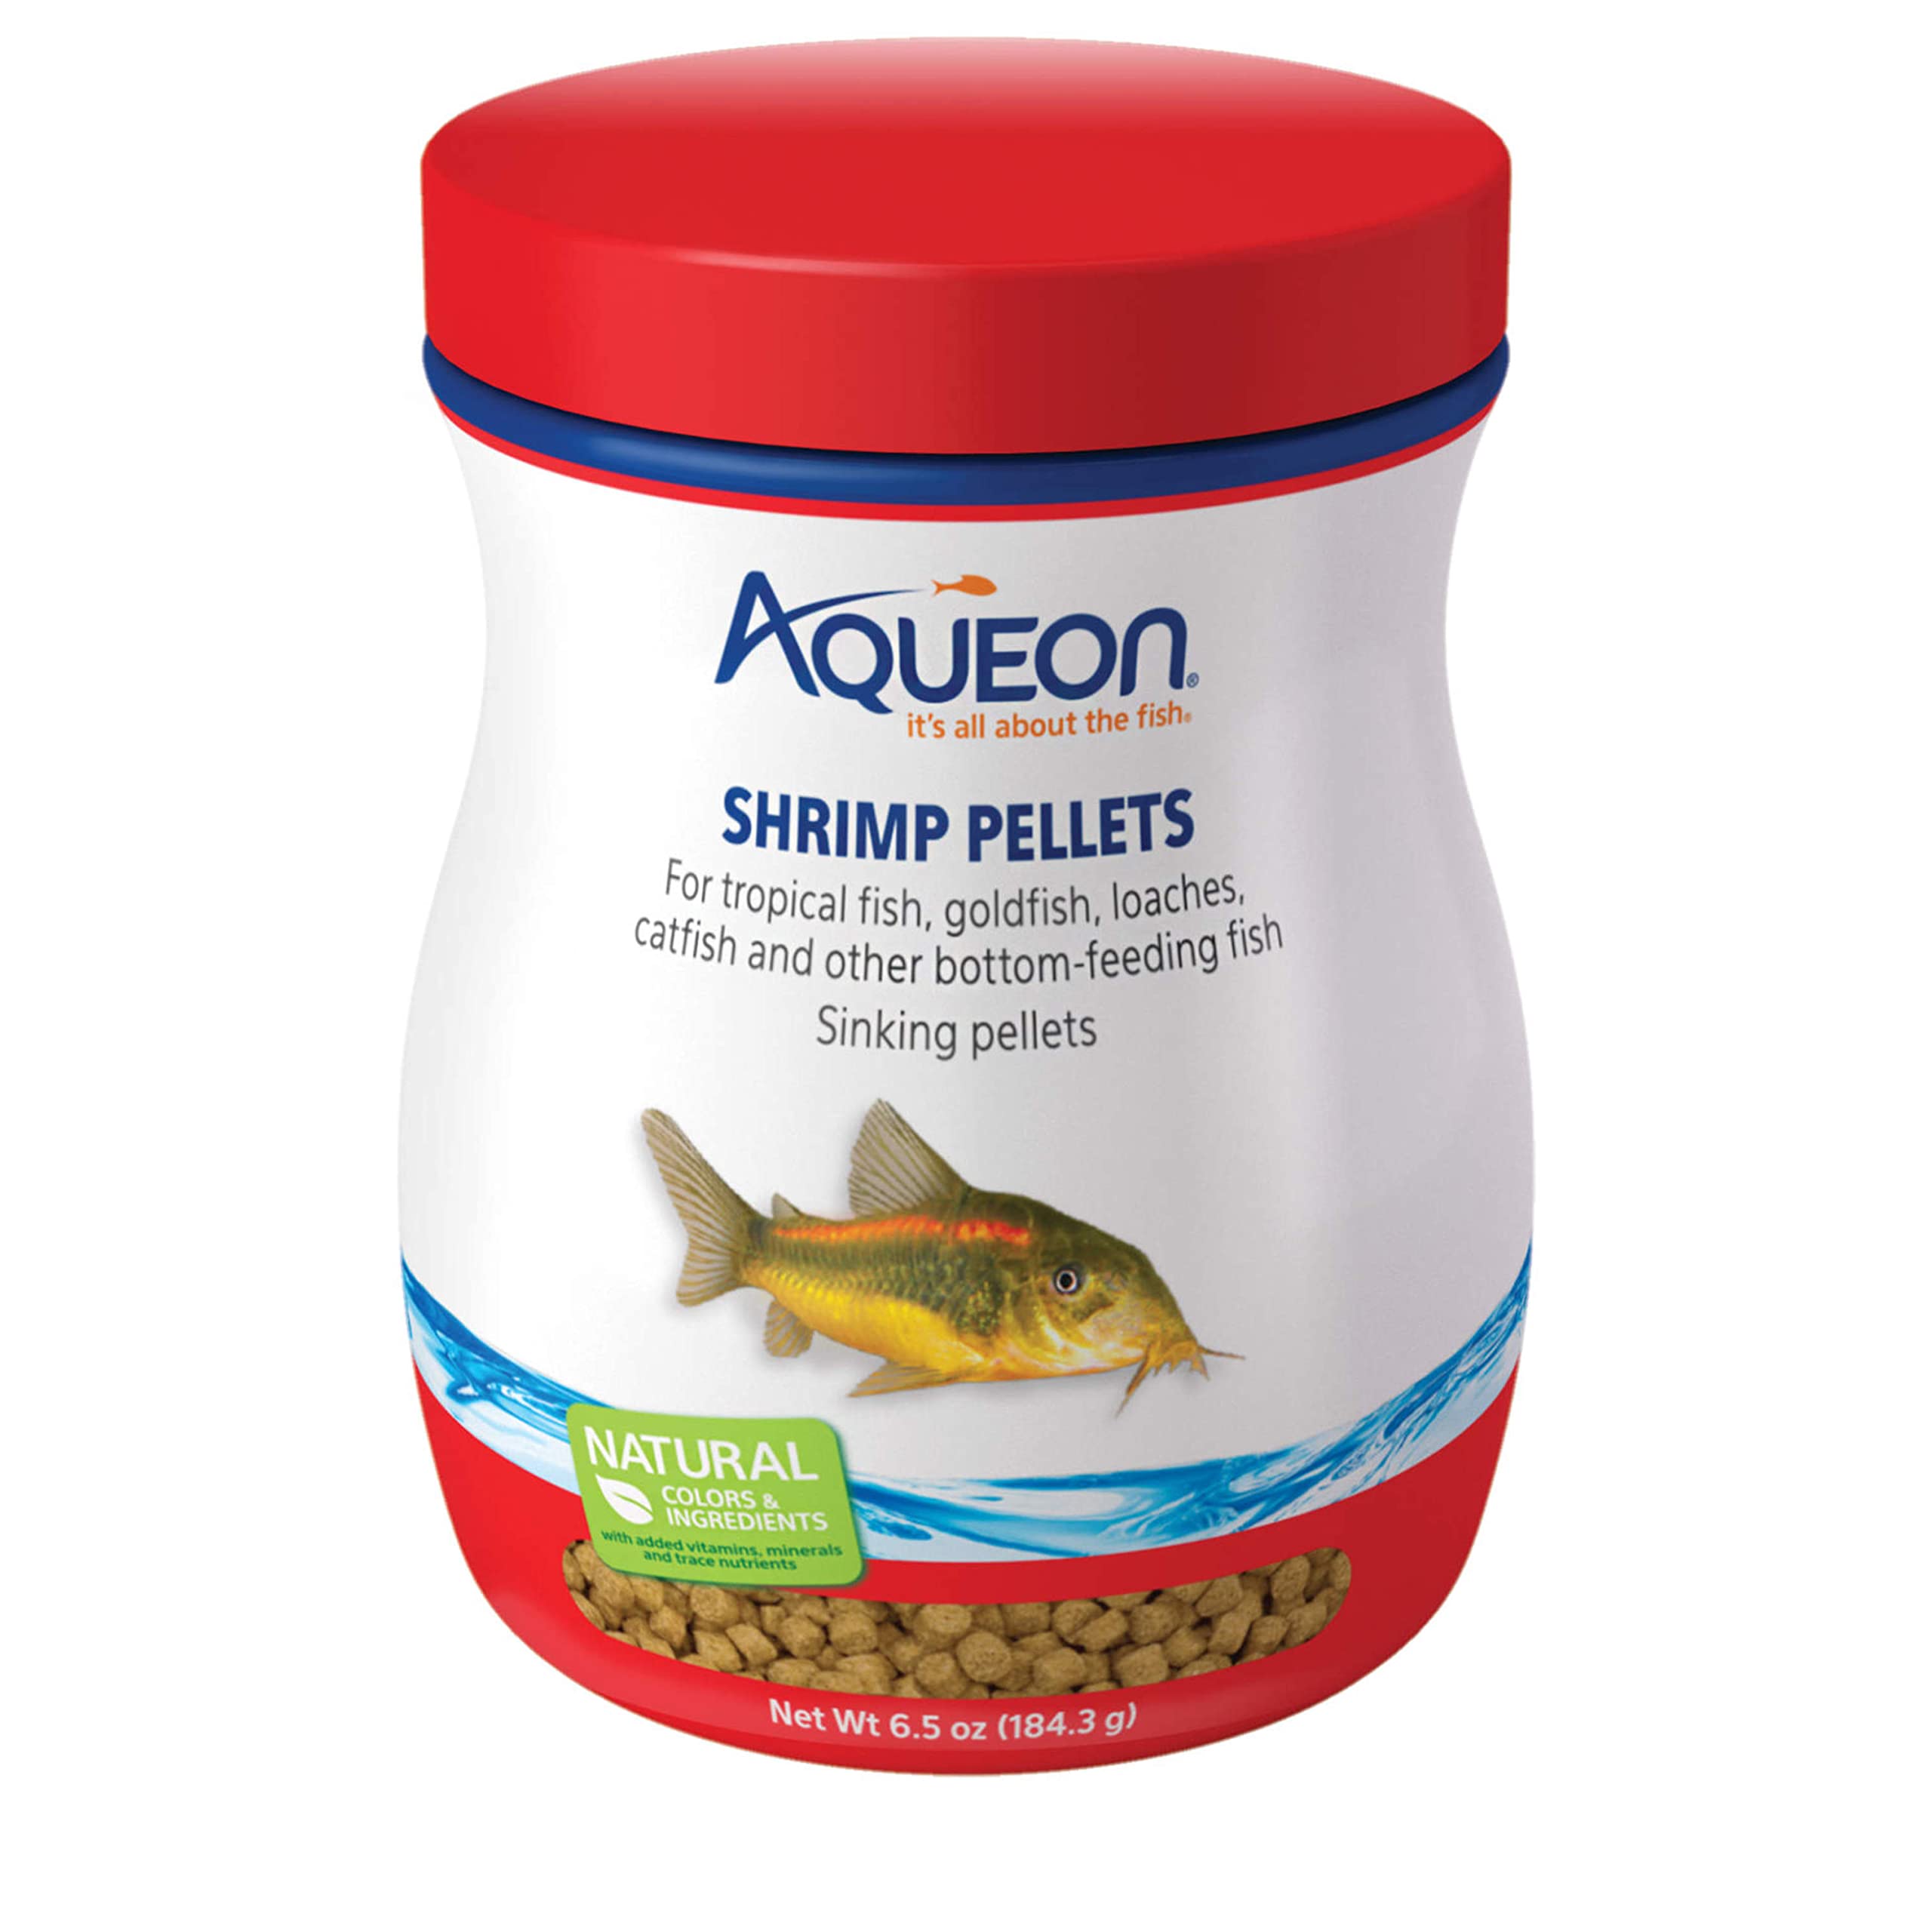 AQUEON®
it's all about the fish®
SHRIMP PELLETS
For tropical fish, goldfish, loaches,
catfish and other bottom-feeding fish
Sinking pellets
NATURAL
COLORS &
INGREDIENTS
with added vitamins, minerals
and trace nutrients
Net Wt 6.5 oz (184.3 g)